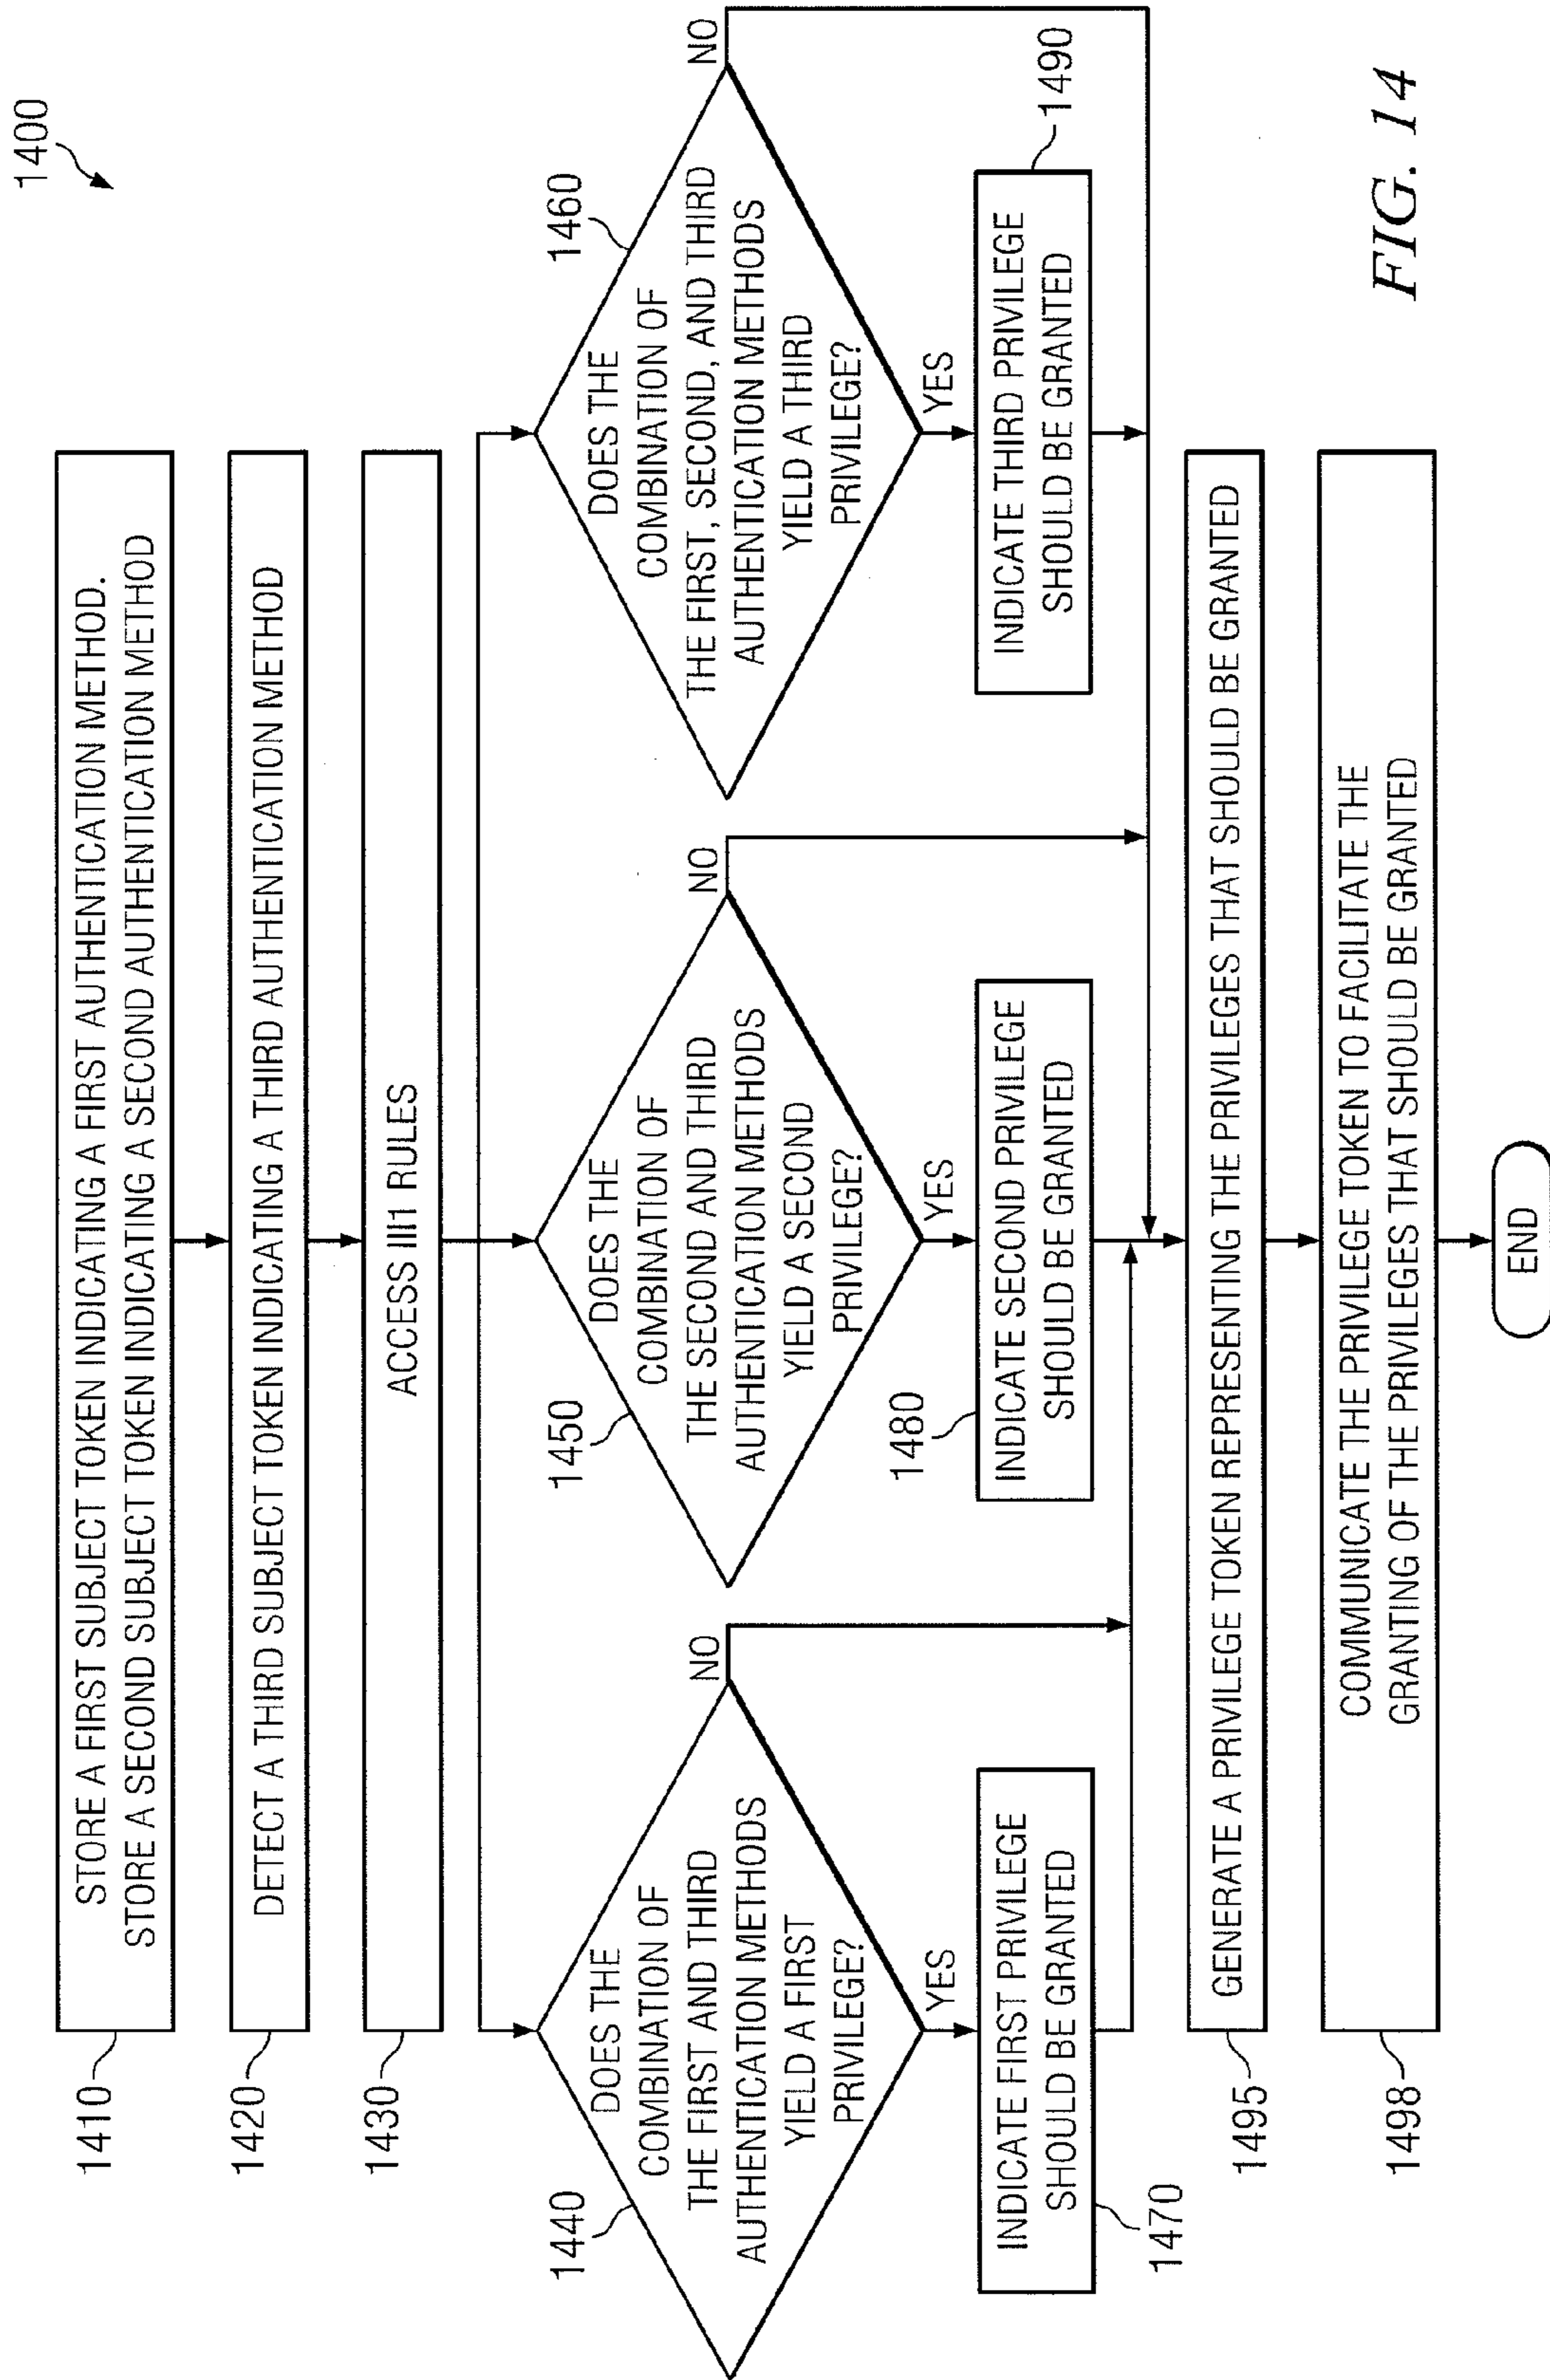 1400
1410
STORE A FIRST SUBJECT TOKEN INDICATING A FIRST AUTHENTICATION METHOD.
STORE A SECOND SUBJECT TOKEN INDICATING A SECOND AUTHENTICATION METHOD
1420
DETECT A THIRD SUBJECT TOKEN INDICATING A THIRD AUTHENTICATION METHOD
1430
ACCESS RULES
1440
DOES THE
COMBINATION OF
THE FIRST AND THIRD
AUTHENTICATION METHODS
YIELD A FIRST
PRIVILEGE?
NO
YES
INDICATE FIRST PRIVILEGE
SHOULD BE GRANTED
1470
1450
DOES THE
COMBINATION OF
THE SECOND AND THIRD
AUTHENTICATION METHODS
YIELD A SECOND
PRIVILEGE?
NO
YES
1480
INDICATE SECOND PRIVILEGE
SHOULD BE GRANTED
1460
DOES THE
COMBINATION OF
THE FIRST, SECOND, AND THIRD
AUTHENTICATION METHODS
YIELD A THIRD
PRIVILEGE?
NO
YES
INDICATE THIRD PRIVILEGE
SHOULD BE GRANTED
1490
1495
GENERATE A PRIVILEGE TOKEN REPRESENTING THE PRIVILEGES THAT SHOULD BE GRANTED
1498
COMMUNICATE THE PRIVILEGE TOKEN TO FACILITATE THE
GRANTING OF THE PRIVILEGES THAT SHOULD BE GRANTED
END
FIG. 14